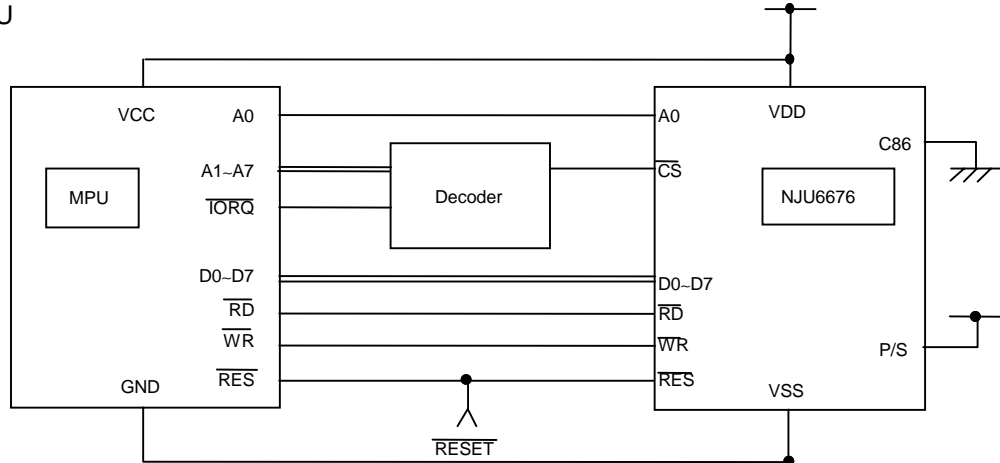 U
VCC
A0
A1~A7
IORQ
MPU
D0~D7
RD
WR
RES
GND
Decoder
RESET
A0
VDD
C86
CS
NJU6676
D0~D7
RD
WR
P/S
RES
VSS